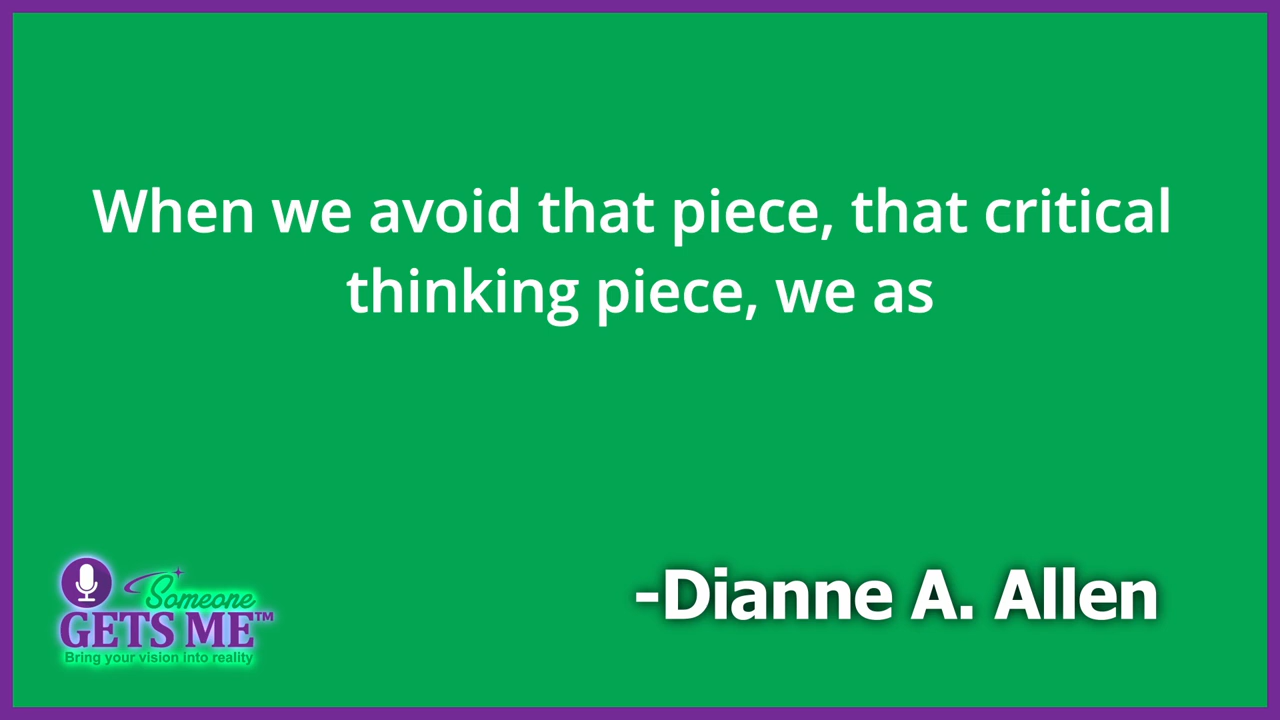 When we avoid that piece, that critical
thinking piece, we as
-Dianne A. Allen
Someone
GETS ME™
Bring your vision into reality